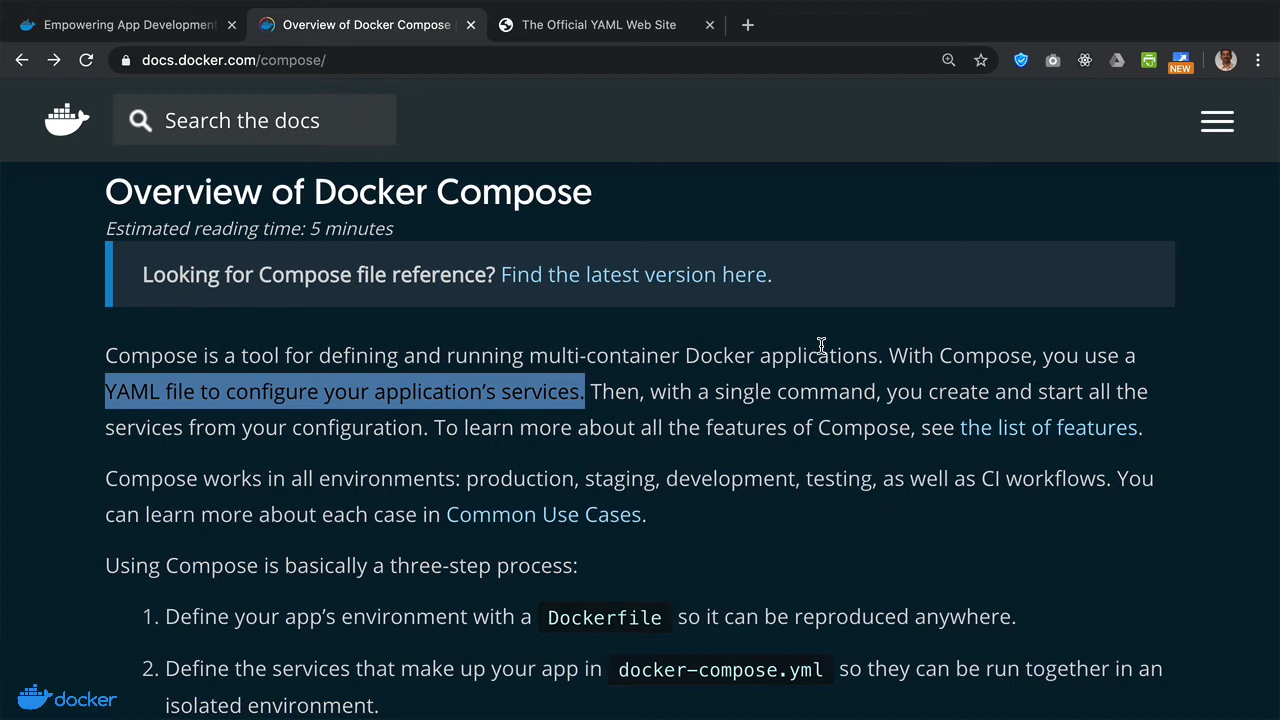 Empowering App Development
Overview of Docker Compose
The Official YAML Web Site
docs.docker.com/compose/
NEW
Search the docs
Overview of Docker Compose
Estimated reading time: 5 minutes
Looking for Compose file reference? Find the latest version here.
Compose is a tool for defining and running multi-container Docker applications. With Compose, you use a
YAML file to configure your application’s services. Then, with a single command, you create and start all the
services from your configuration. To learn more about all the features of Compose, see the list of features.
Compose works in all environments: production, staging, development, testing, as well as CI workflows. You
can learn more about each case in Common Use Cases.
Using Compose is basically a three-step process:
1. Define your app’s environment with a Dockerfile so it can be reproduced anywhere.
2. Define the services that make up your app in docker-compose.yml so they can be run together in an
isolated environment.
docker